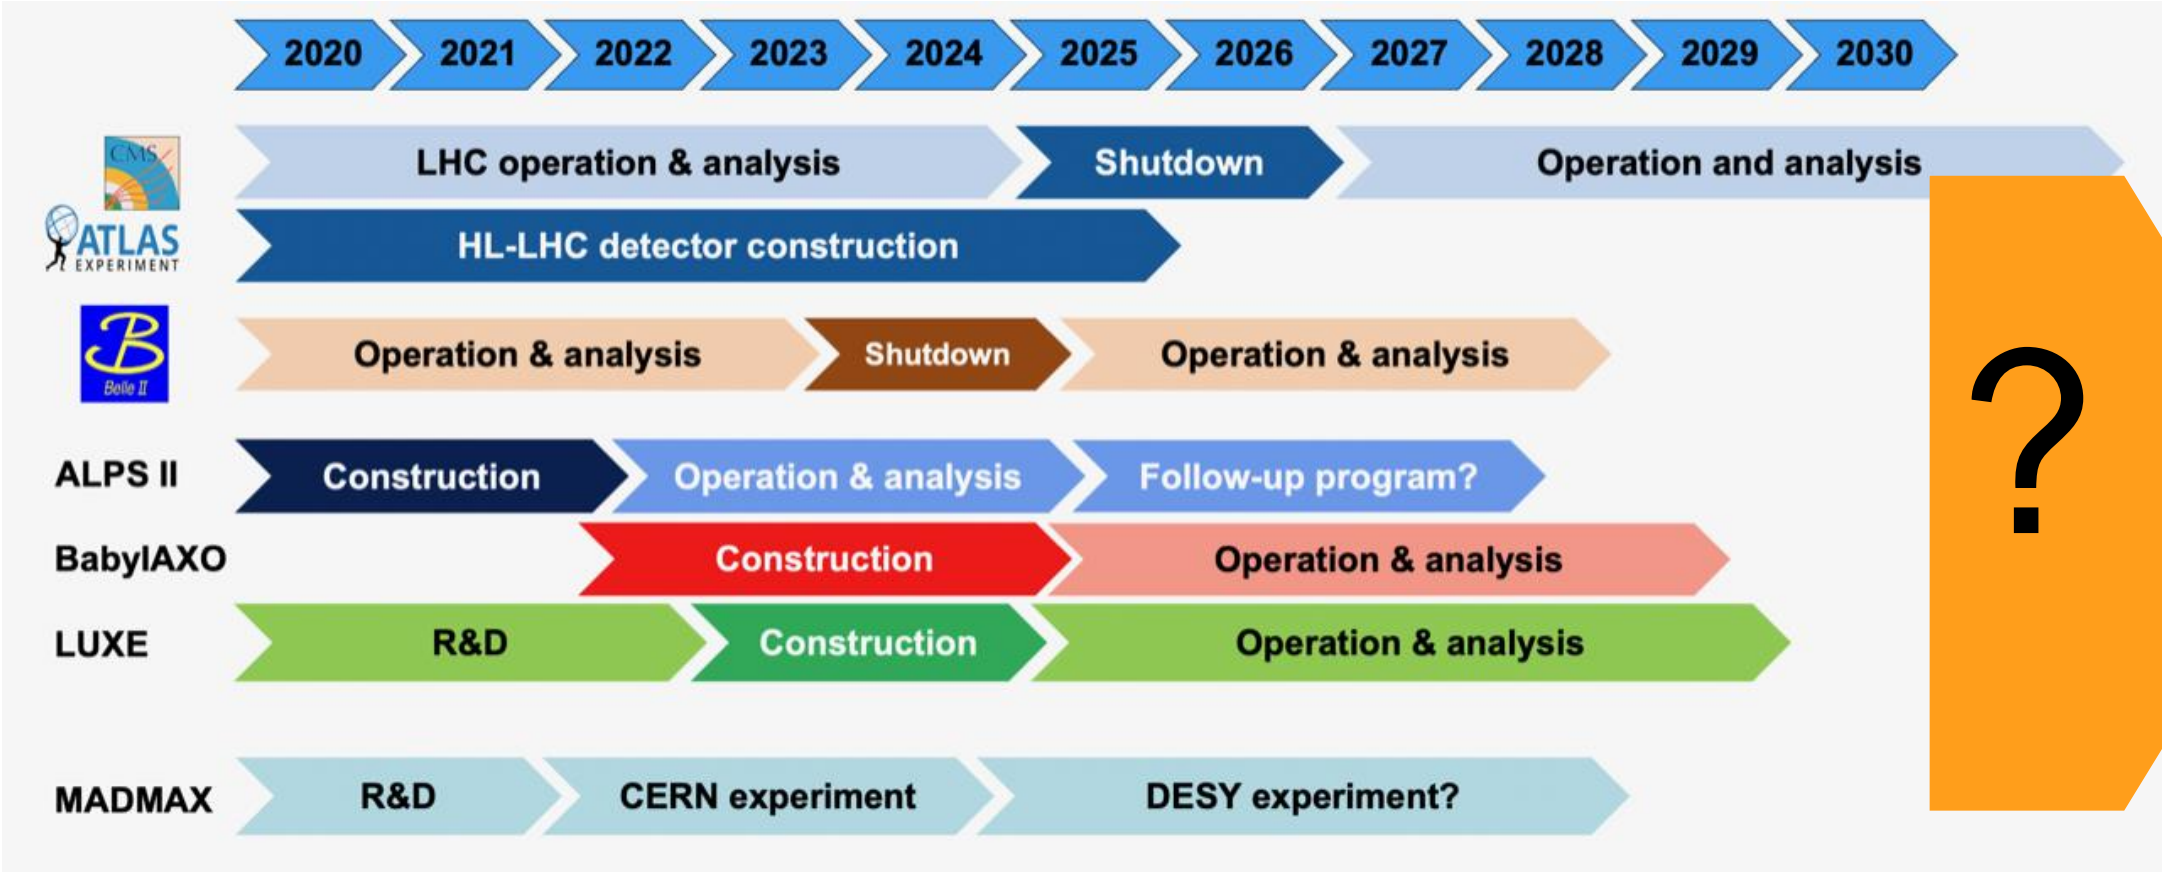 2020 2021 2022 2023 2024 2025 2026 2027 2028 2029 2030
CMS
LHC operation & analysis Shutdown Operation and analysis
ATLAS
EXPERIMENT
HL-LHC detector construction
B
Belle II
Operation & analysis Shutdown Operation & analysis
?
ALPS II Construction Operation & analysis Follow-up program?
BabyIAXO Construction Operation & analysis
LUXE R&D Construction Operation & analysis
MADMAX R&D CERN experiment DESY experiment?